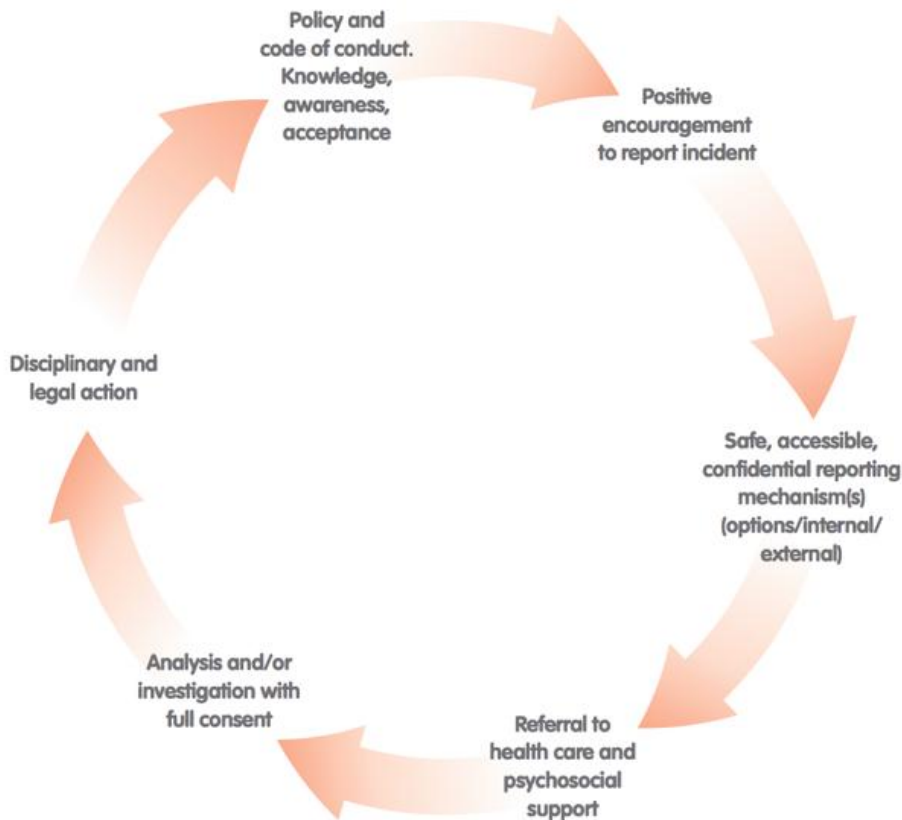 Policy and
code of conduct.
Knowledge,
awareness,
acceptance
Positive
encouragement
to report incident
Safe, accessible,
confidential reporting
mechanism(s)
(options/internal/
external)
Referral to
health care and
psychosocial
support
Analysis and/or
investigation with
full consent
Disciplinary and
legal action